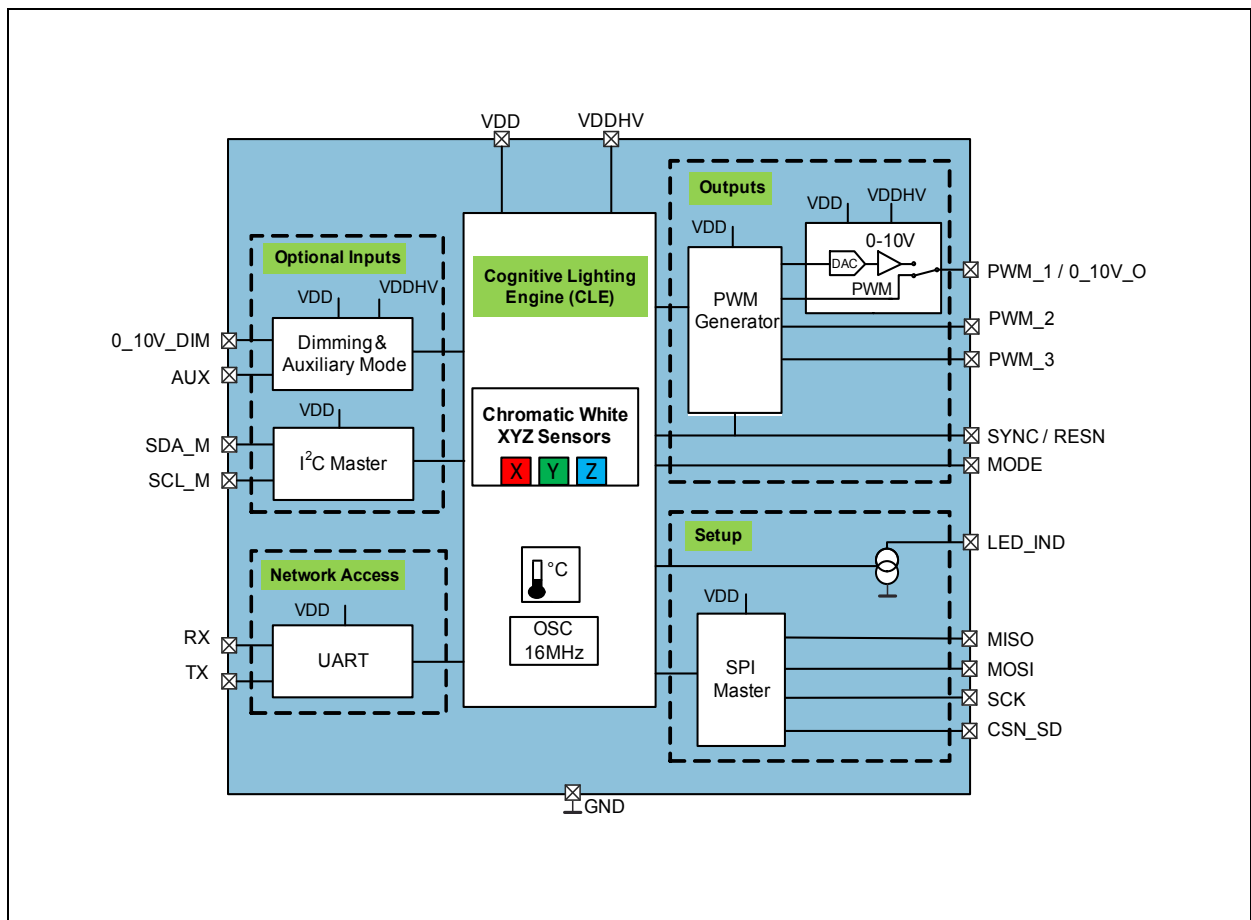 VDD
VDDHV
Optional Inputs
VDD
VDDHV
Dimming &
Auxiliary Mode
0_10V_DIM
AUX
VDD
I²C Master
SDA_M
SCL_M
Network Access
VDD
UART
RX
TX
Cognitive Lighting
Engine (CLE)
Chromatic White
XYZ Sensors
X Y Z
°C
OSC
16MHz
Outputs
VDD
PWM
Generator
VDD
VDDHV
0-10V
DAC
PWM
PWM_1 / 0_10V_O
PWM_2
PWM_3
SYNC / RESN
MODE
Setup
LED_IND
VDD
SPI
Master
MISO
MOSI
SCK
CSN_SD
GND